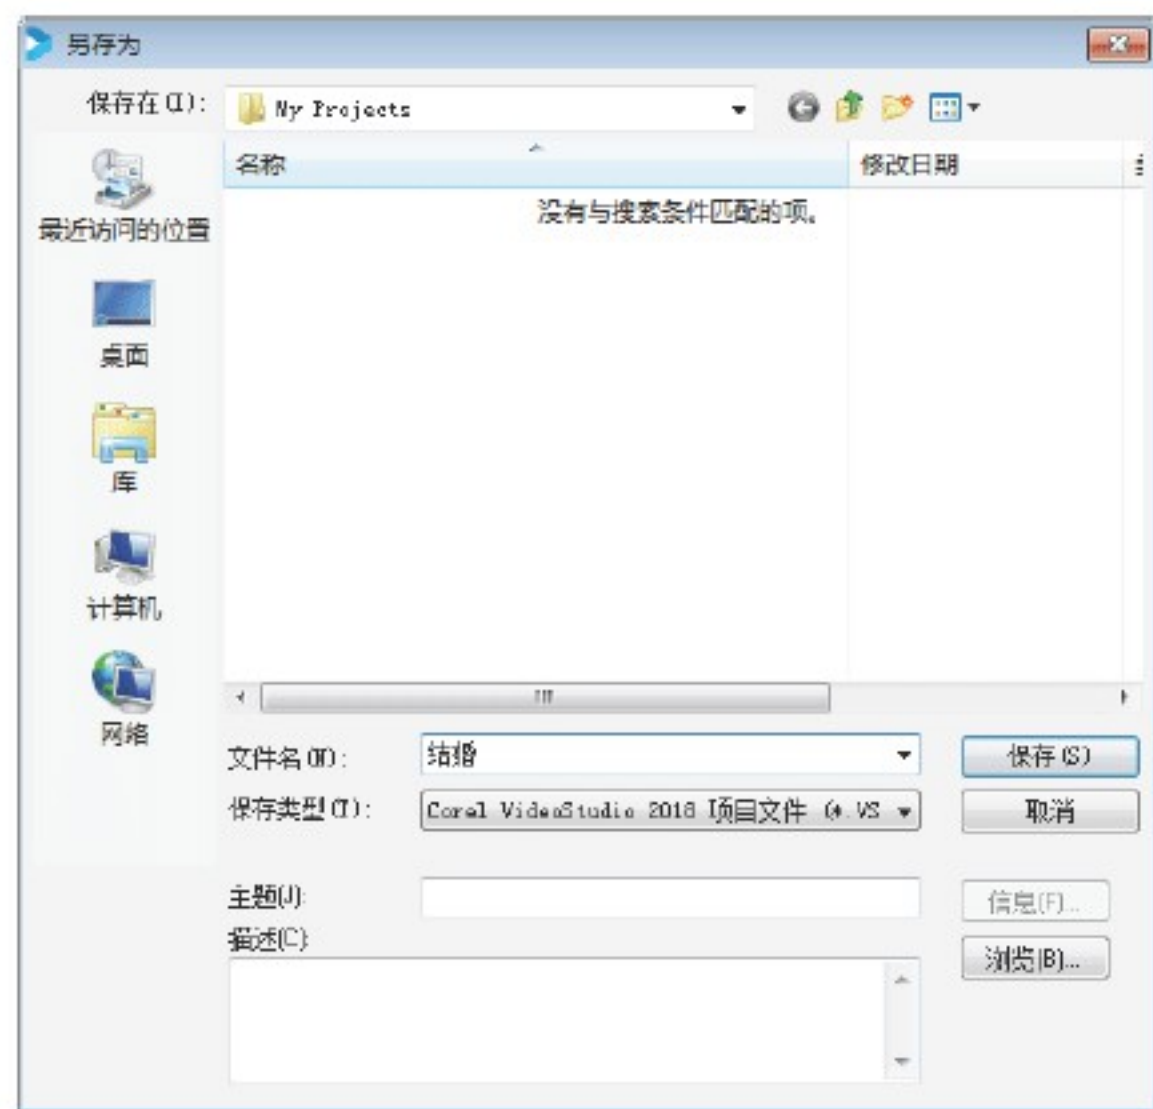 另存为
保存在(I):
My Projects
名称
修改日期
没有与搜索条件匹配的项。
最近访问的位置
桌面
库
计算机
网络
文件名(N):
结婚
保存(S)
保存类型(T):
Corel VideoStudio 2018 项目文件 (*.VS
取消
主题(J):
信息(F)...
描述(C):
浏览(B)...